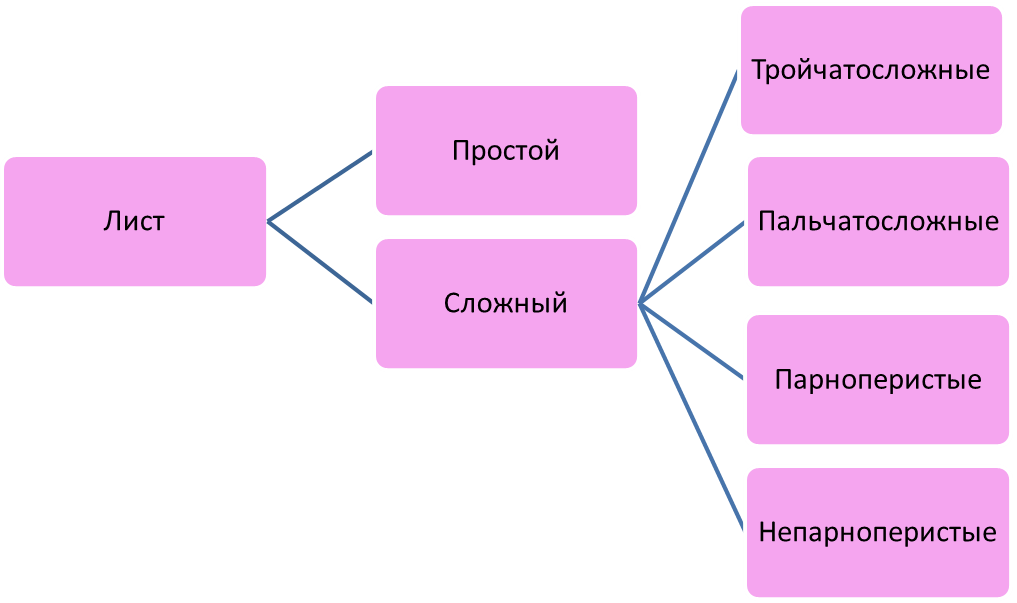 Лист
Простой
Сложный
Тройчатосложные
Пальчатосложные
Парноперистые
Непарноперистые